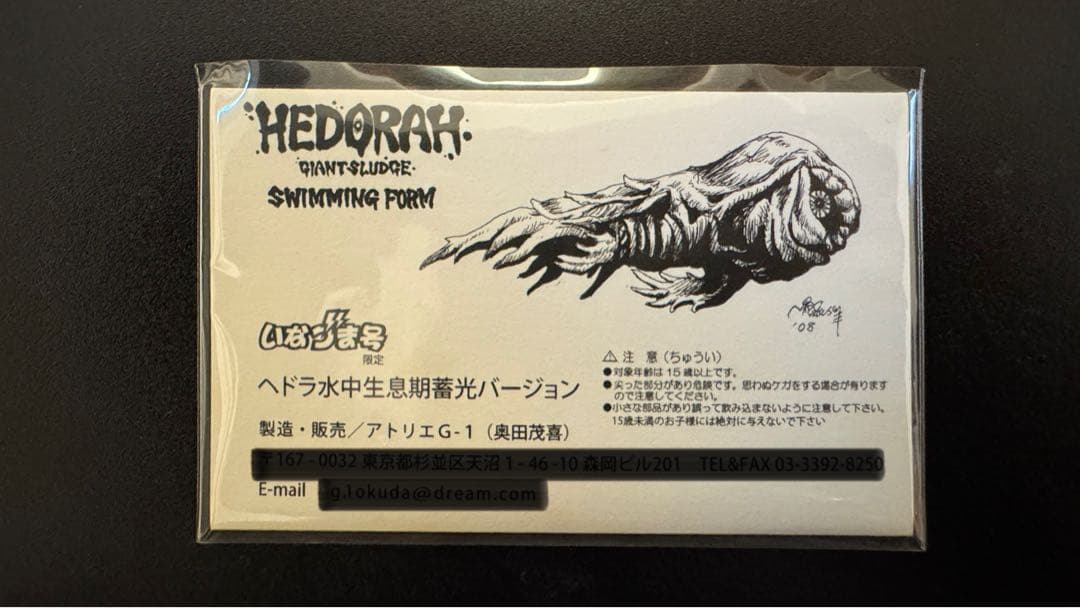 HEDORAH
GIANT・SLUDGE・
SWIMMING FORM
'08
いなづま号
限定
ヘドラ水中生息期蓄光バージョン
製造・販売／アトリエG-1（奥田茂喜）
E-mail
⚠ 注 意（ちゅうい）
●対象年齢は15歳以上です。
●尖った部分があり危険です。思わぬケガをする場合が有ります
ので注意してください。
●小さな部品があり誤って飲み込まないように注意して下さい。
15歳未満のお子様には絶対に与えないで下さい